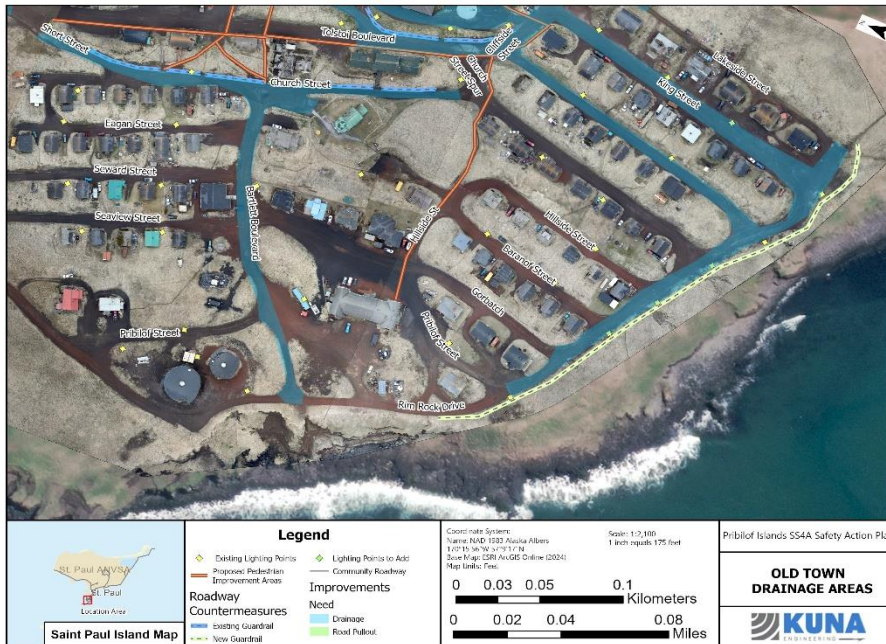 Short Street
Tolstoi Boulevard
Cliffside
Street
Church
Street Spur
Church Street
Lakeside Street
King Street
Eagan Street
Seward Street
Seaview Street
Bartlett Boulevard
Hillside St
Hillside Street
Baranof Street
Gorbatch
Pribilof Street
Pribilof Street
Rim Rock Drive
St. Paul ANVSA
St. Paul
Location Area
Saint Paul Island Map
Legend
Existing Lighting Points
Proposed Pedestrian
Improvement Areas
Roadway
Countermeasures
Existing Guardrail
New Guardrail
Lighting Points to Add
Community Roadway
Improvements
Need
Drainage
Road Pullout
Coordinate System:
Name: NAD 1983 Alaska Albers
Base Map: ESRI ArcGIS Online (2024)
Map Units: Feet
Scale: 1:2,100
1 inch equals 175 feet
0 0.03 0.05 0.1
Kilometers
0 0.02 0.04 0.08
Miles
Pribilof Islands SS4A Safety Action Pla
OLD TOWN
DRAINAGE AREAS
KUNA
ENGINEERING